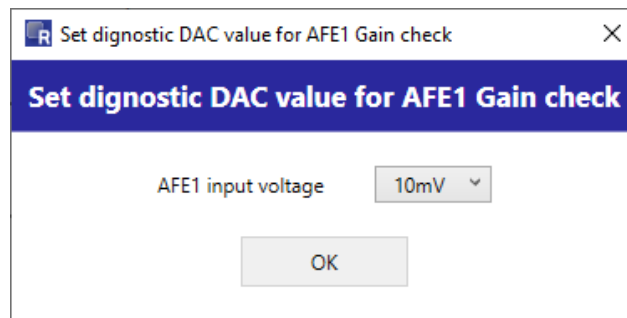 Set dignostic DAC value for AFE1 Gain check
Set dignostic DAC value for AFE1 Gain check
AFE1 input voltage 10mV
OK